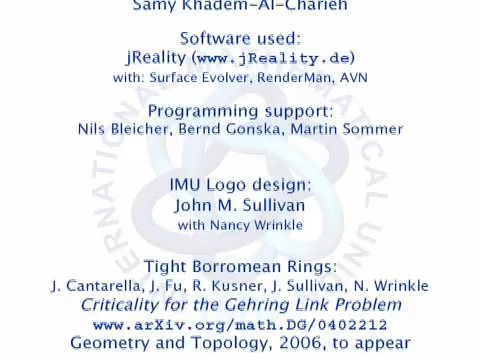 Samy Khadem-Al-Charieh
Software used:
jReality (www.jReality.de)
with: Surface Evolver, RenderMan, AVN
Programming support:
Nils Bleicher, Bernd Gonska, Martin Sommer
IMU Logo design:
John M. Sullivan
with Nancy Wrinkle
Tight Borromean Rings:
J. Cantarella, J. Fu, R. Kusner, J. Sullivan, N. Wrinkle
Criticality for the Gehring Link Problem
www.arXiv.org/math.DG/0402212
Geometry and Topology, 2006, to appear
INTERNATIONAL MATHEMATICAL UNION